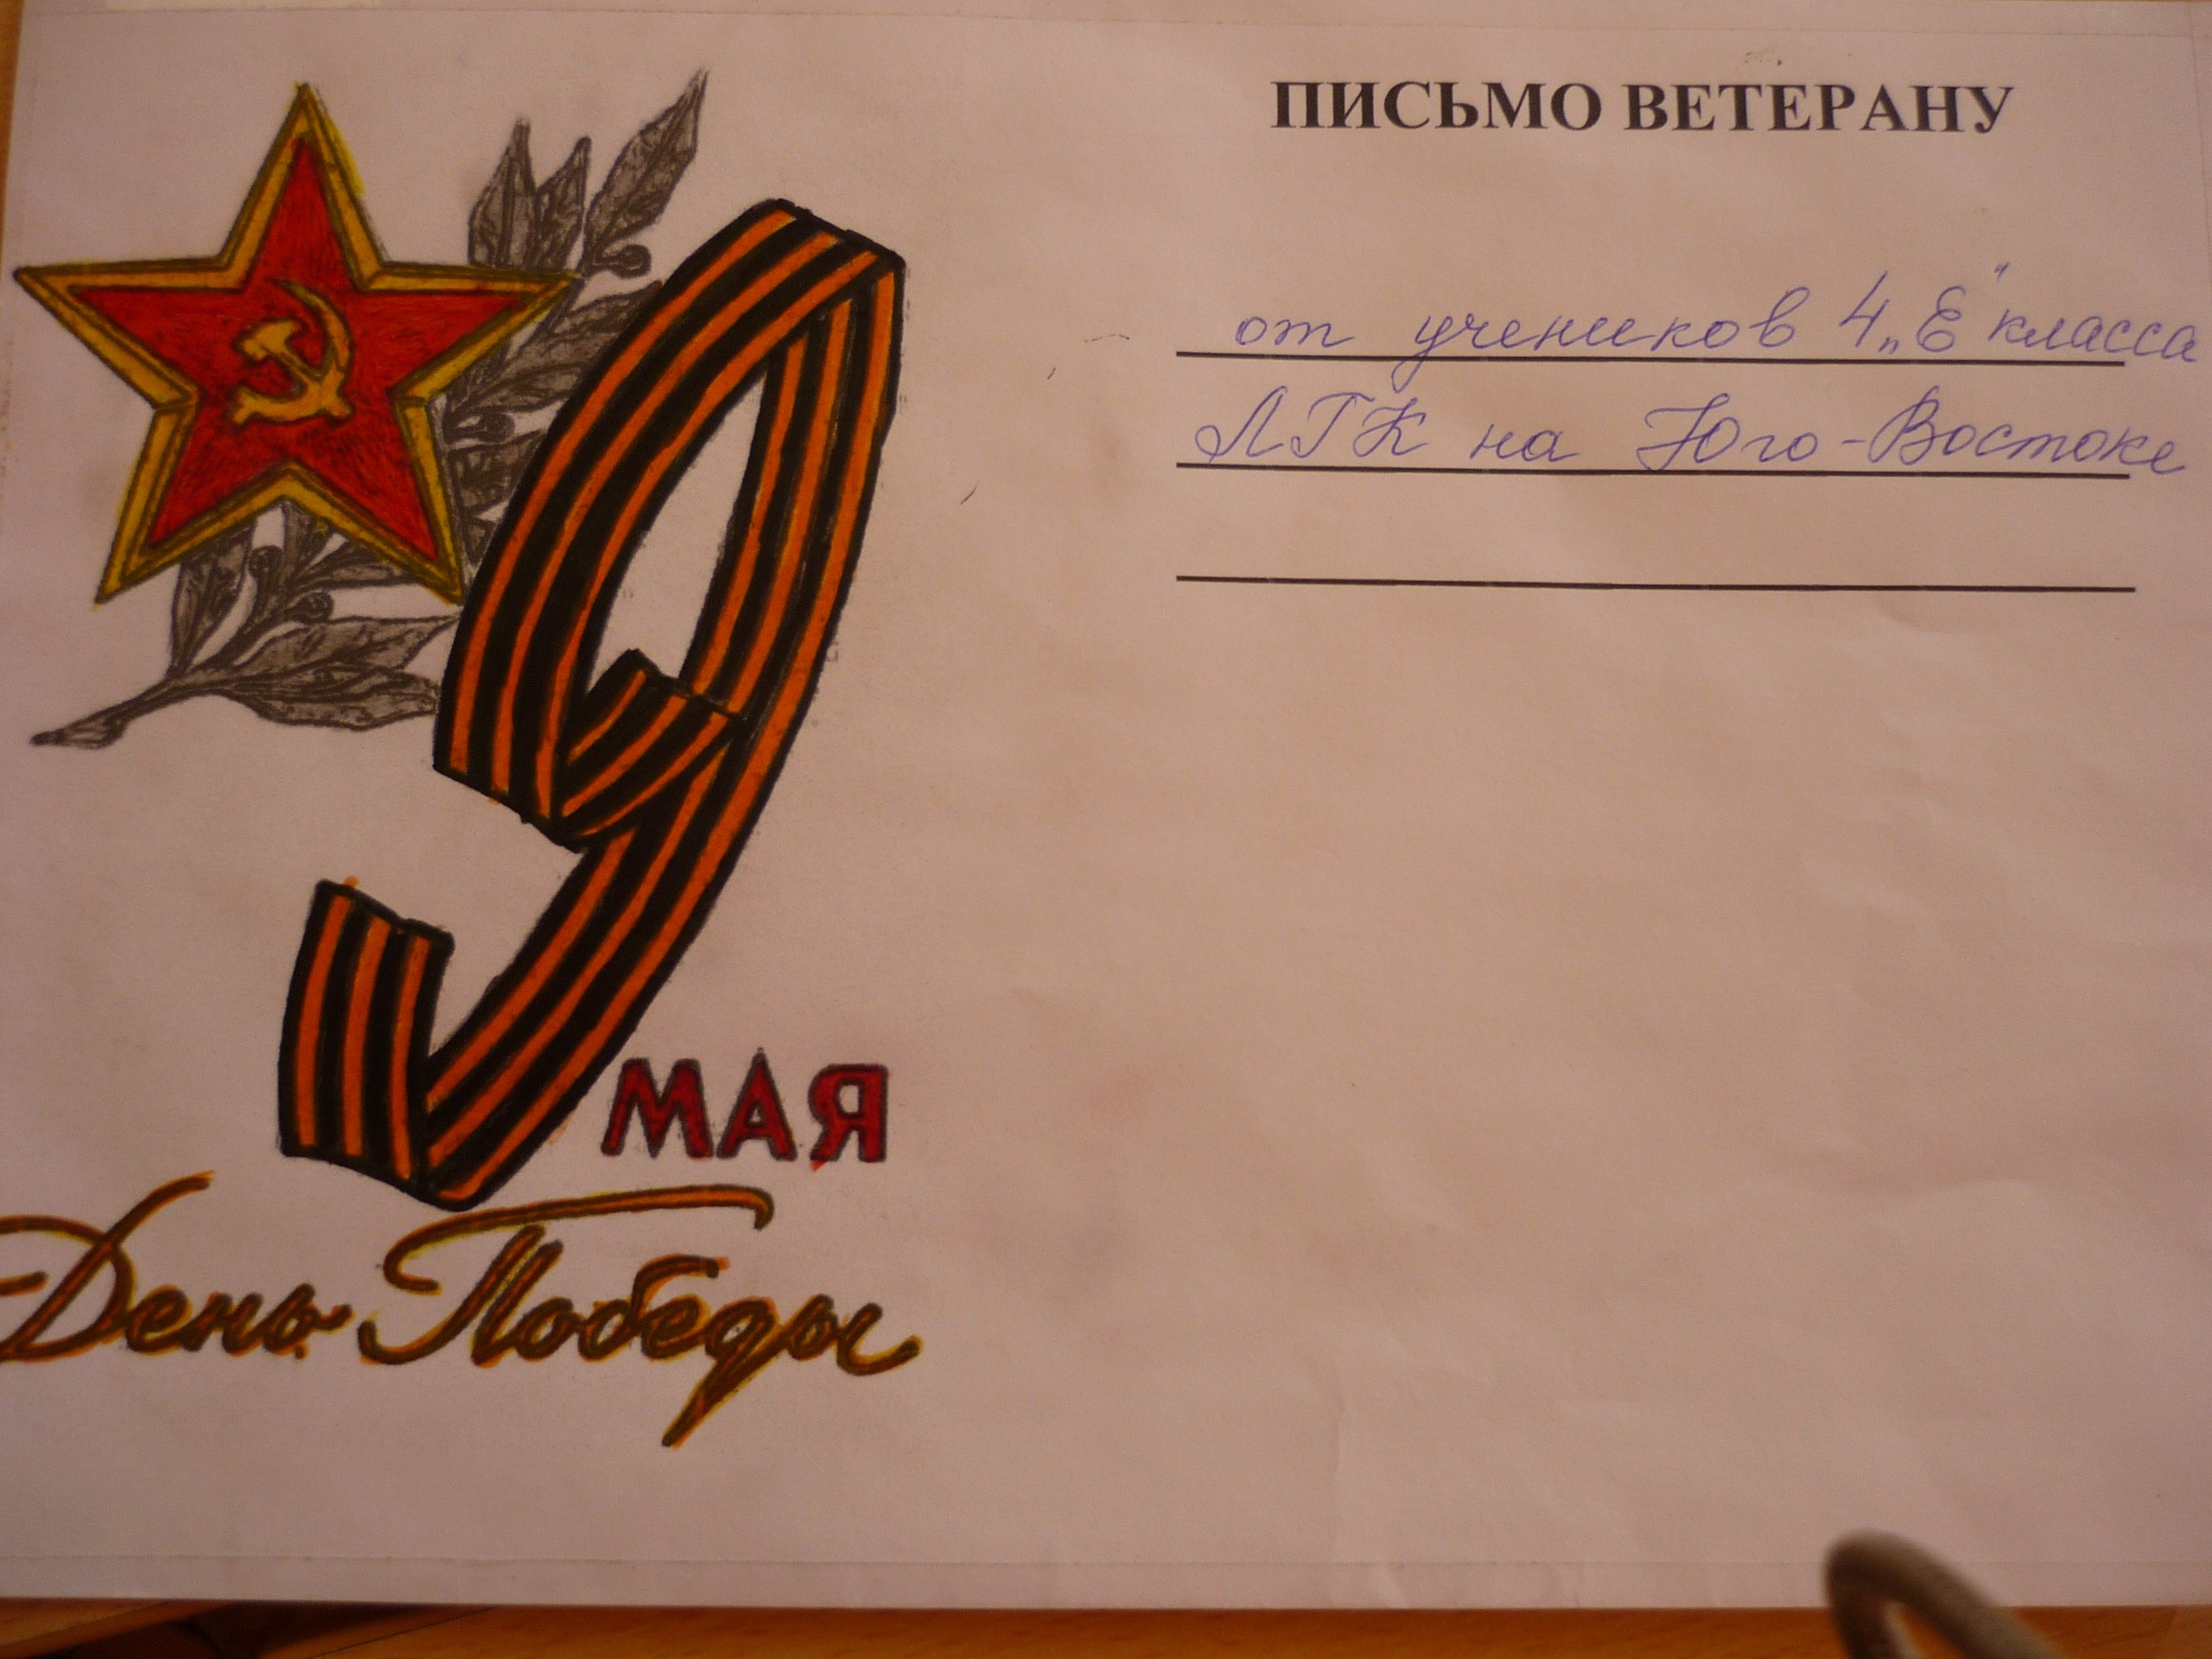 ПИСЬМО ВЕТЕРАНУ
от учеников 4 „Е" класса
ЛГК на Юго-Востоке
9 МАЯ
День Победы